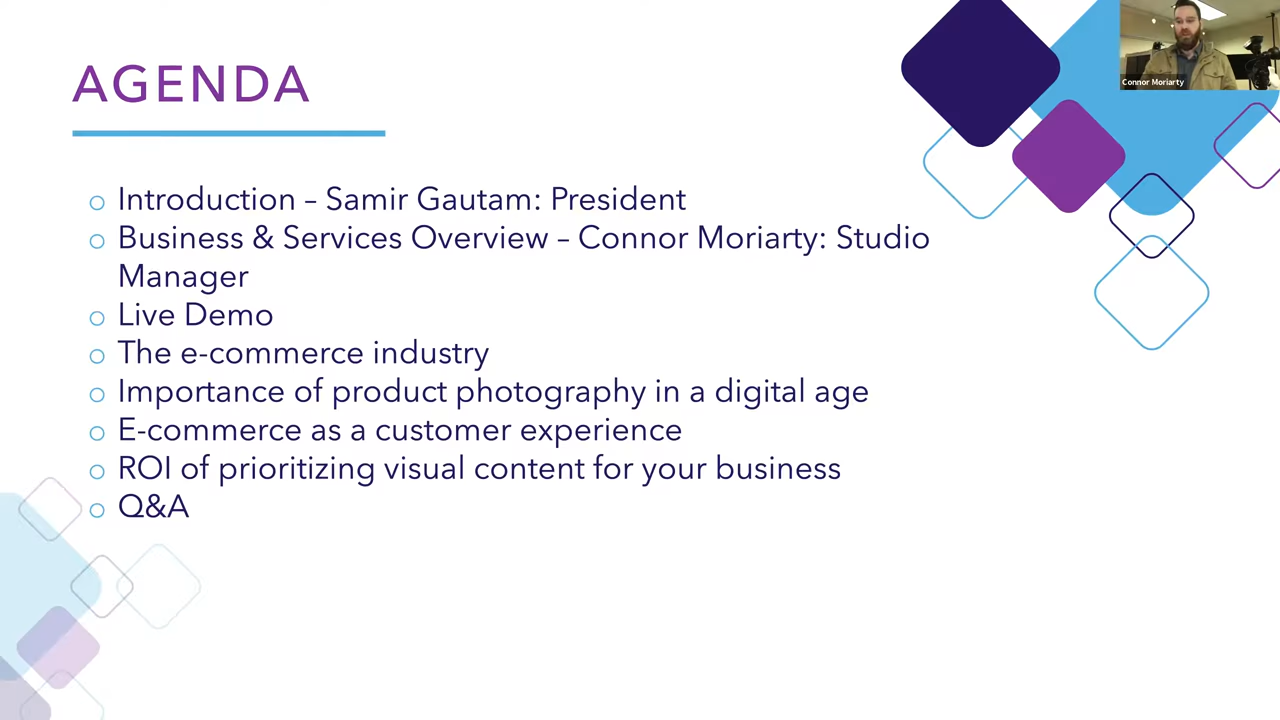 AGENDA
Connor Moriarty
Introduction – Samir Gautam: President
Business & Services Overview – Connor Moriarty: Studio
Manager
Live Demo
The e-commerce industry
Importance of product photography in a digital age
E-commerce as a customer experience
ROI of prioritizing visual content for your business
Q&A